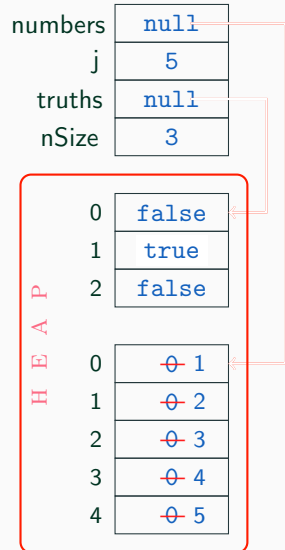 numbers null
j 5
truths null
nSize 3
HEAP
0 false
1 true
2 false
0 0 1
1 0 2
2 0 3
3 0 4
4 0 5